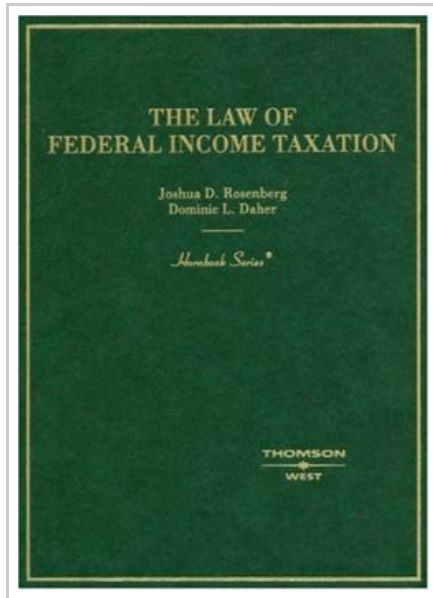 THE LAW OF
FEDERAL INCOME TAXATION
Joshua D. Rosenberg
Dominic L. Daher
Hornbook Series®
THOMSON
WEST